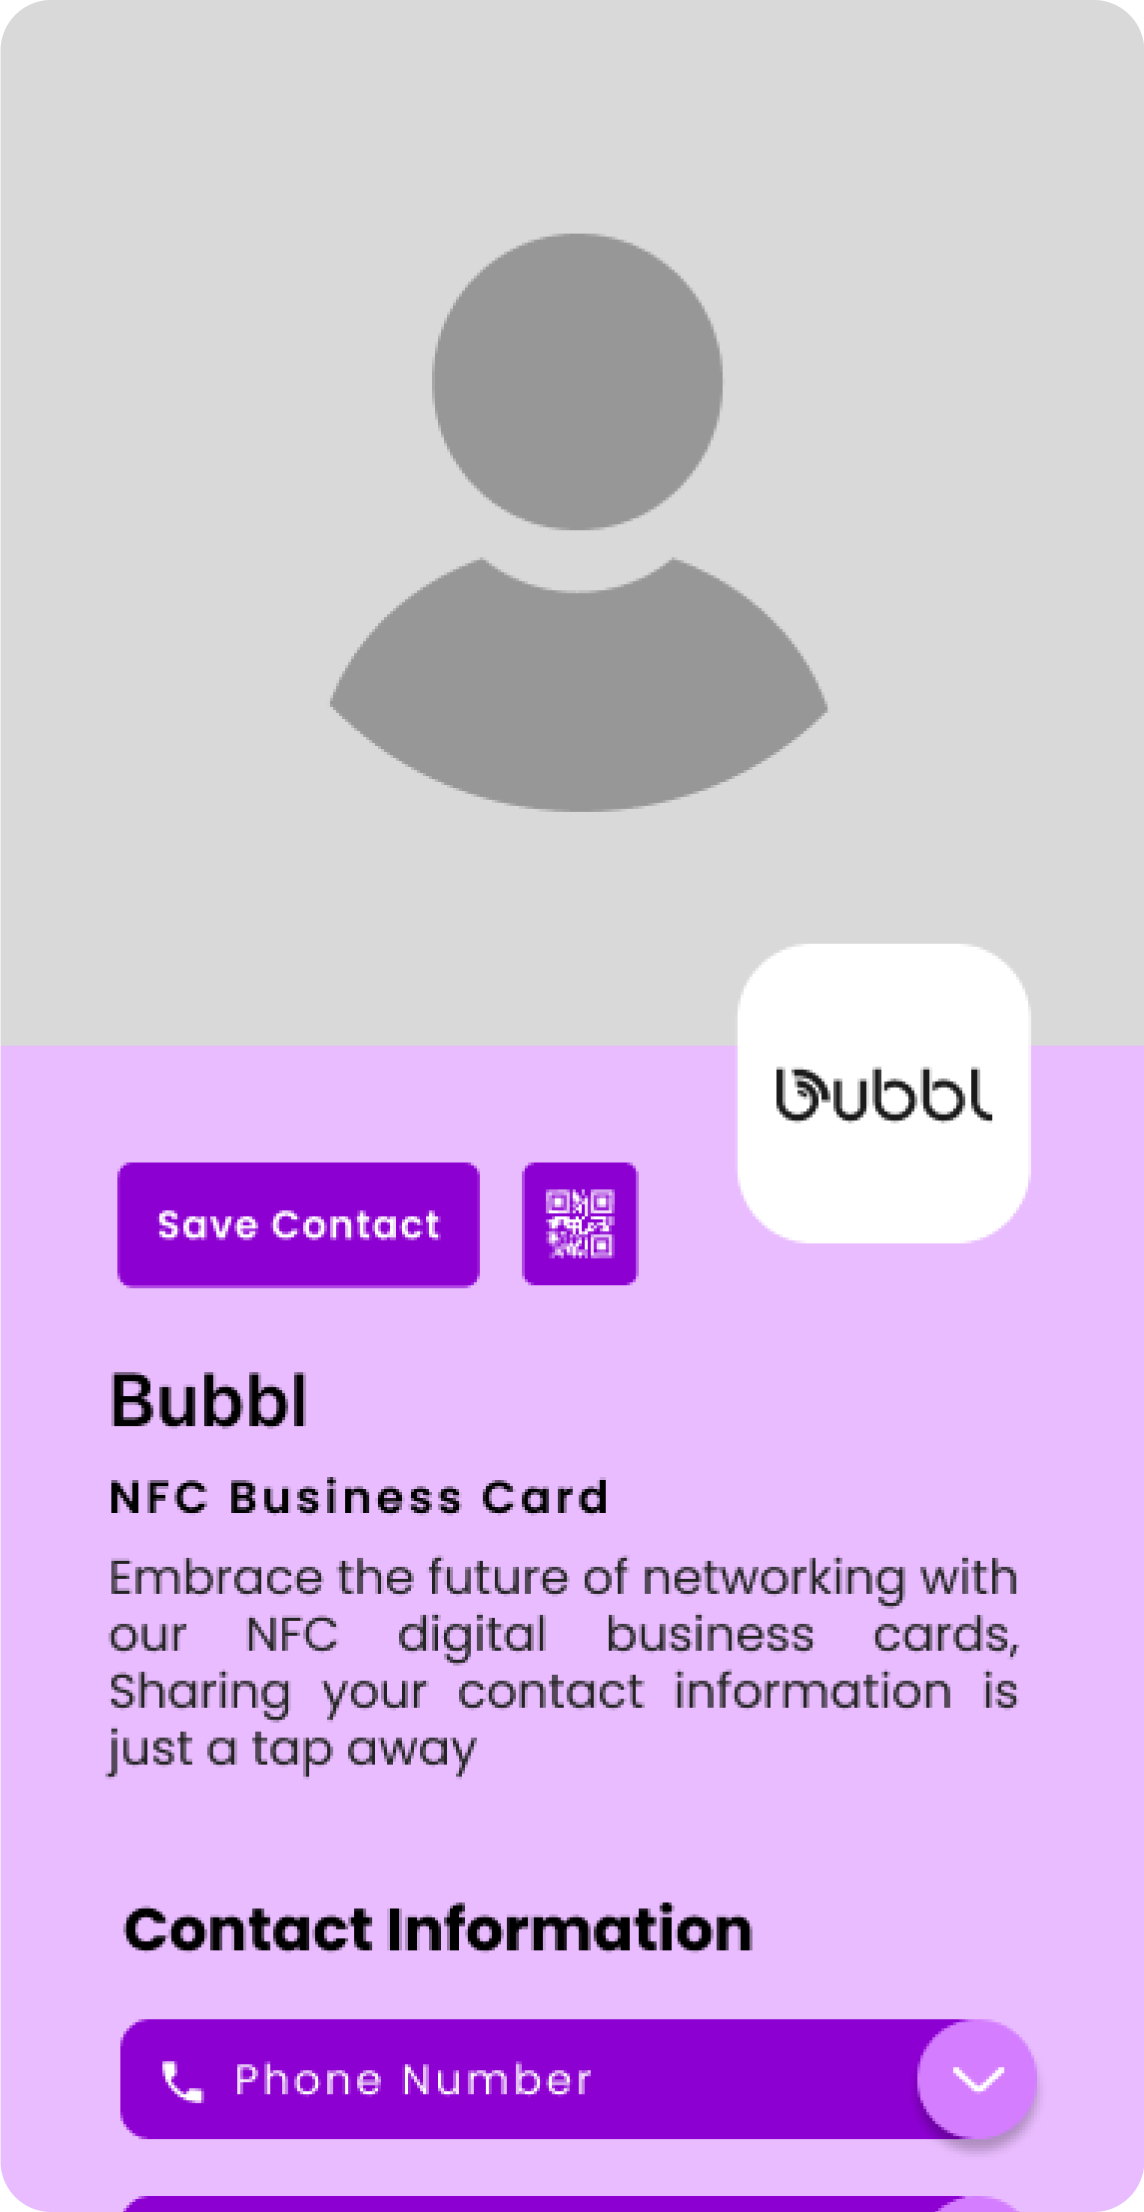 bubbl
Save Contact
Bubbl
NFC Business Card
Embrace the future of networking with
our NFC digital business cards,
Sharing your contact information is
just a tap away
Contact Information
Phone Number